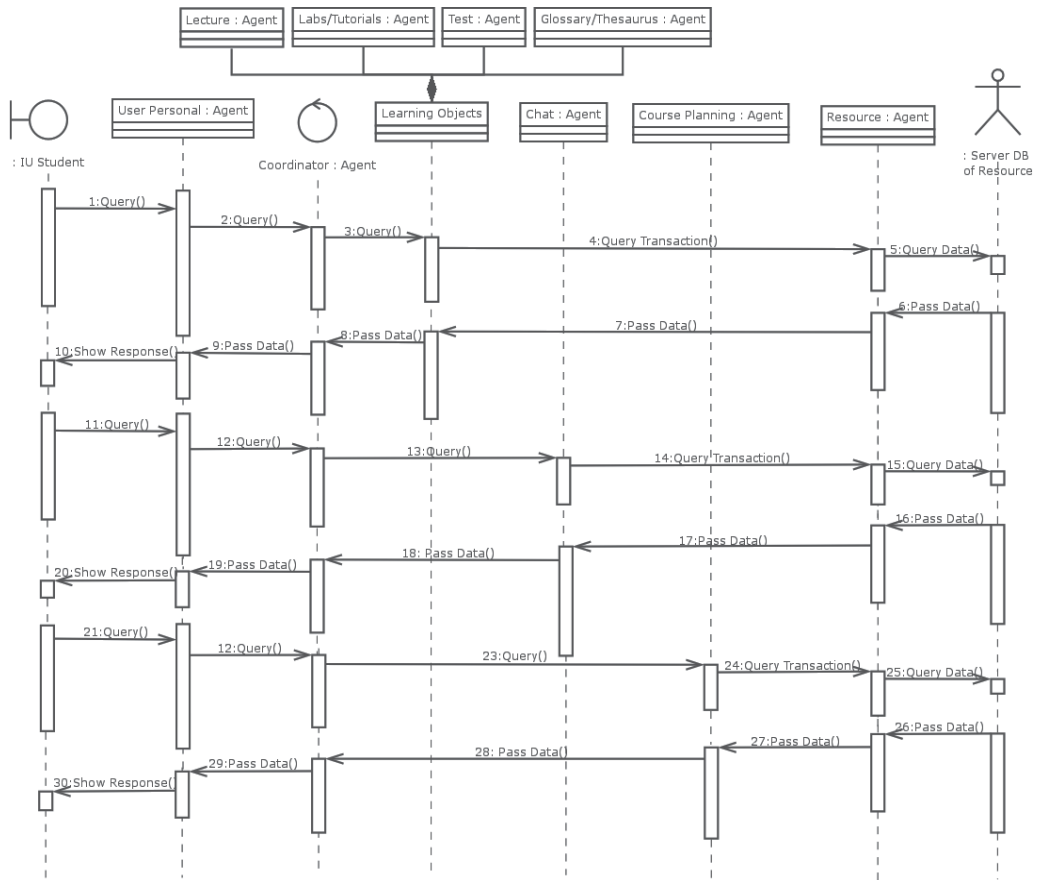 Lecture : Agent
Labs/Tutorials : Agent
Test : Agent
Glossary/Thesaurus : Agent
User Personal : Agent
Learning Objects
Chat : Agent
Course Planning : Agent
Resource : Agent
: IU Student
Coordinator : Agent
: Server DB
of Resource
1:Query()
2:Query()
3:Query()
4:Query Transaction()
5:Query Data()
6:Pass Data()
7:Pass Data()
8:Pass Data()
9:Pass Data()
10:Show Response()
11:Query()
12:Query()
13:Query()
14:Query Transaction()
15:Query Data()
16:Pass Data()
17:Pass Data()
18: Pass Data()
19:Pass Data()
20:Show Response()
21:Query()
12:Query()
23:Query()
24:Query Transaction()
25:Query Data()
26:Pass Data()
27:Pass Data()
28: Pass Data()
29:Pass Data()
30:Show Response()